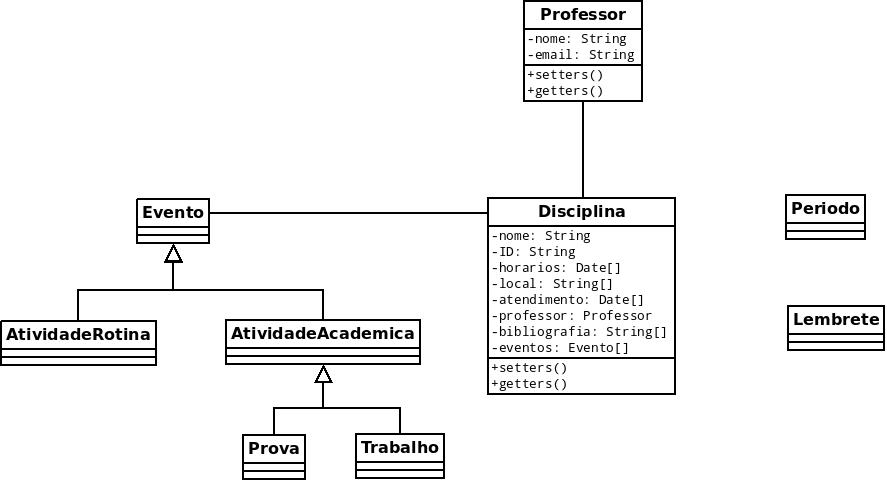 Professor
-nome: String
-email: String
+setters()
+getters()
Evento
Disciplina
-nome: String
-ID: String
-horarios: Date[]
-local: String[]
-atendimento: Date[]
-professor: Professor
-bibliografia: String[]
-eventos: Evento[]
+setters()
+getters()
Periodo
Lembrete
AtividadeRotina
AtividadeAcademica
Prova
Trabalho